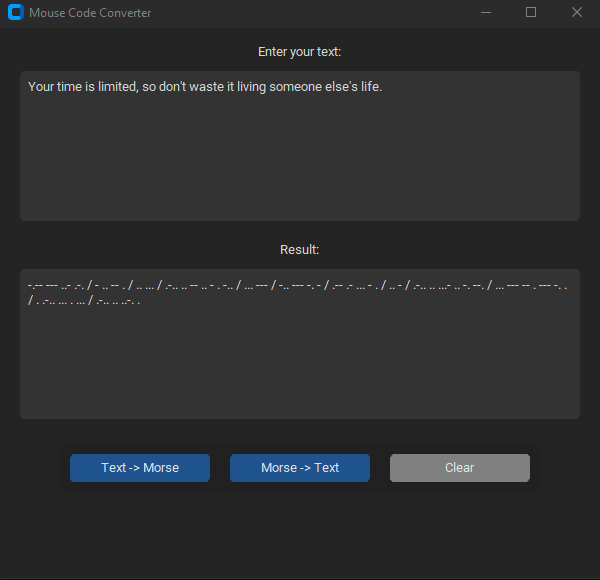 Mouse Code Converter
Enter your text:
Your time is limited, so don't waste it living someone else's life.
Result:
-.-- --- ..- .-. / - .. -- . / .. ... / .-.. .. -- .. - . -.. / ... --- / -.. --- -. - / .-- .- ... - . / .. - / .-.. .. ...- .. -. --. / ... --- -- . --- -. .
/ . .-.. ... . ... / .-.. .. ..-. .
Text -> Morse
Morse -> Text
Clear